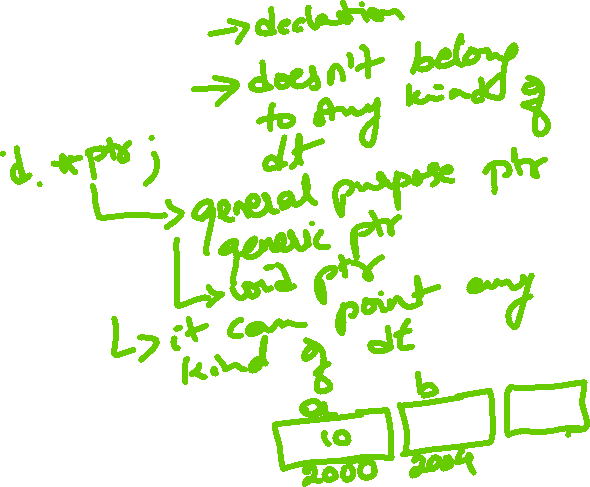 → declartion
→ doesn't belong
to any kind of
dt
d. *ptr;
→ general purpose ptr
generic ptr
→ void ptr
→ it can point any
kind of dt
a b
10
2000 2004